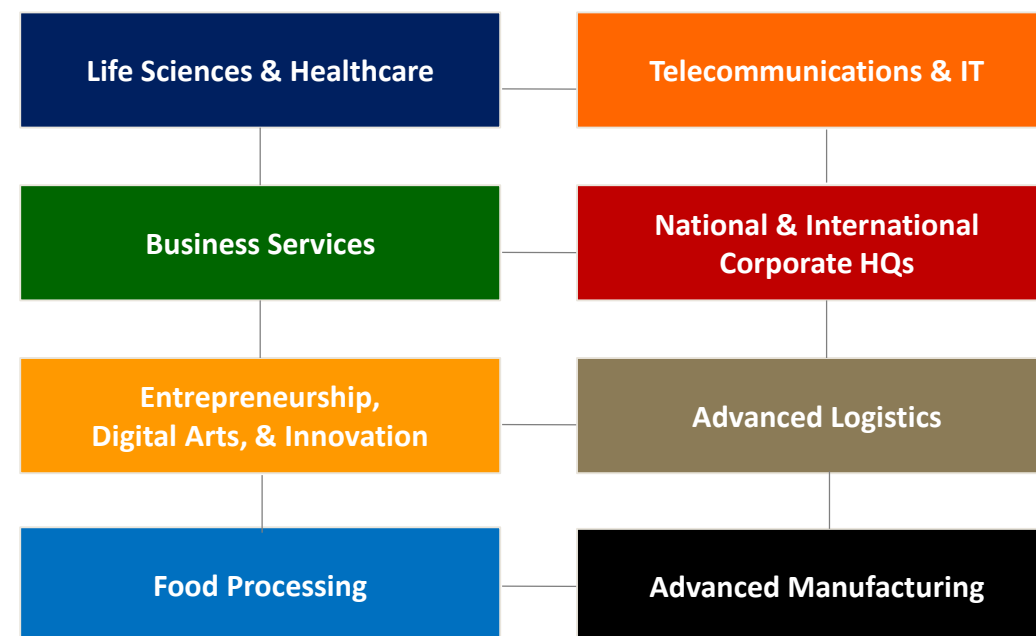 Life Sciences & Healthcare
Telecommunications & IT
Business Services
National & International
Corporate HQs
Entrepreneurship,
Digital Arts, & Innovation
Advanced Logistics
Food Processing
Advanced Manufacturing